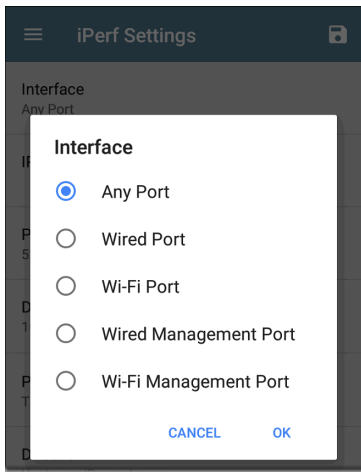 iPerf Settings
Interface
Any Port
Interface
Any Port
Wired Port
Wi-Fi Port
Wired Management Port
Wi-Fi Management Port
CANCEL
OK